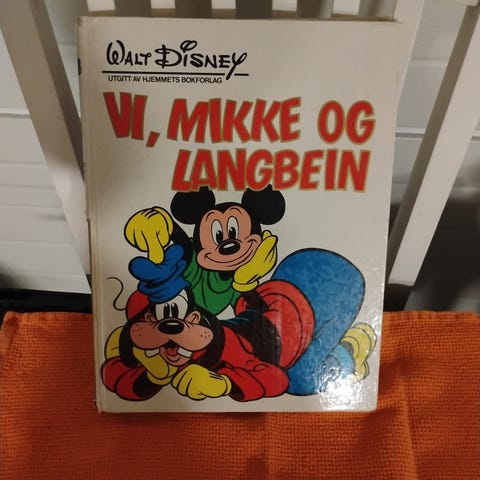 WALT DISNEY
UTGITT AV HJEMMETS BOKFORLAG
VI, MIKKE OG
LANGBEIN